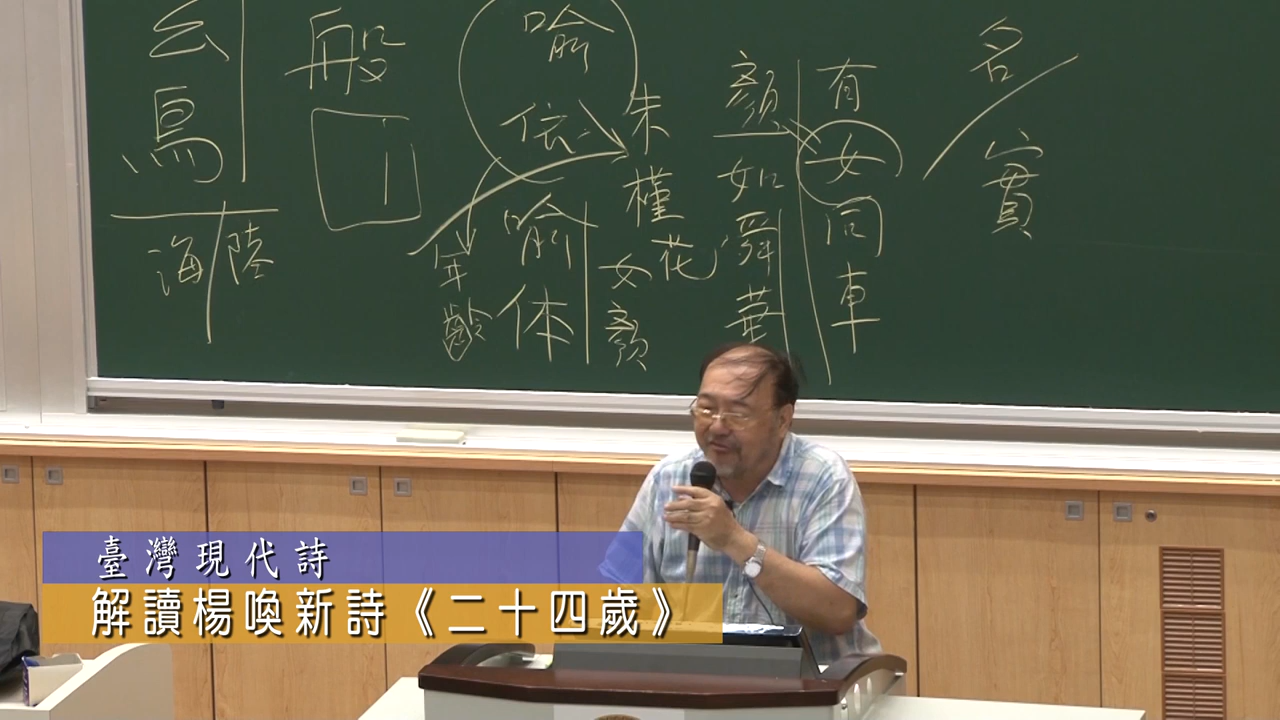 名
實
有女同車
顏如舜華
朱槿花
女顏
喻依
喻体
年齡
般
鳥
海
陸
臺灣現代詩
解讀楊喚新詩《二十四歲》